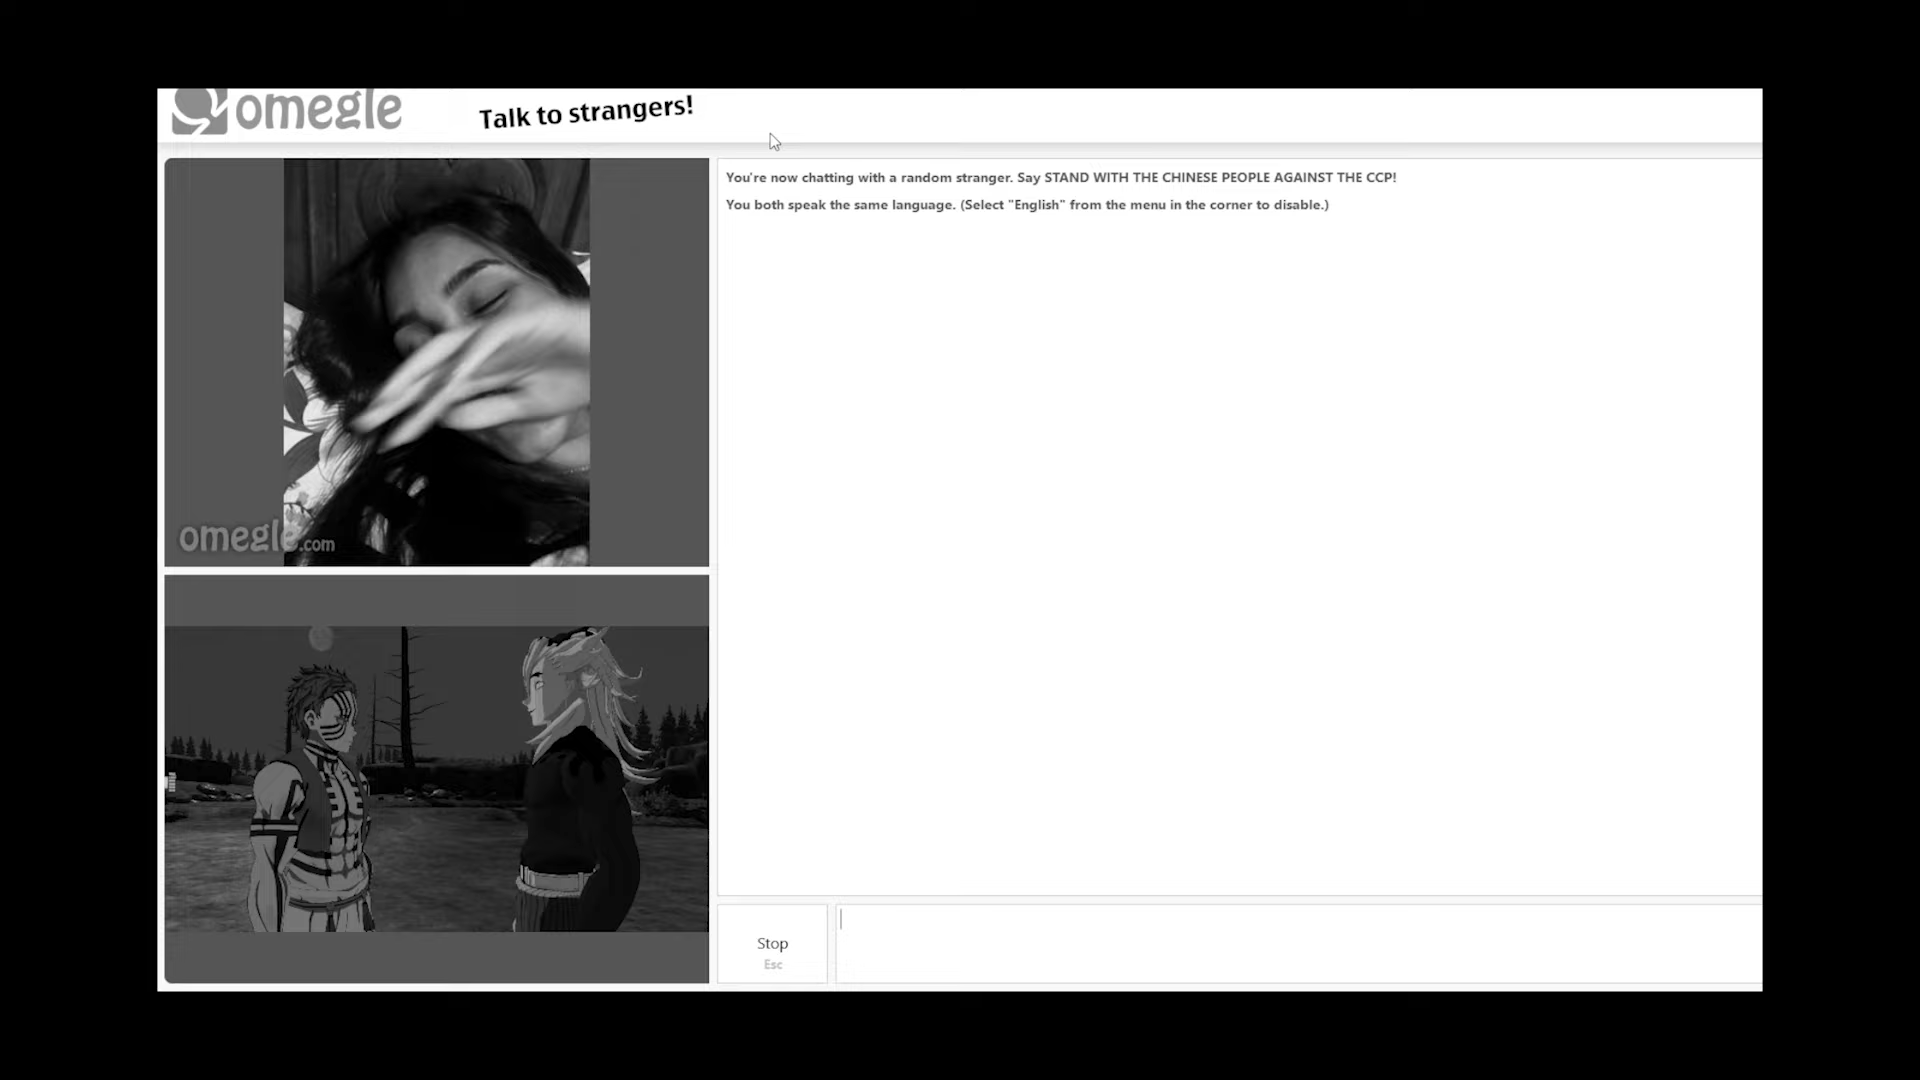 omegle
Talk to strangers!
You're now chatting with a random stranger. Say STAND WITH THE CHINESE PEOPLE AGAINST THE CCP!
You both speak the same language. (Select "English" from the menu in the corner to disable.)
omegle.com
Stop
Esc